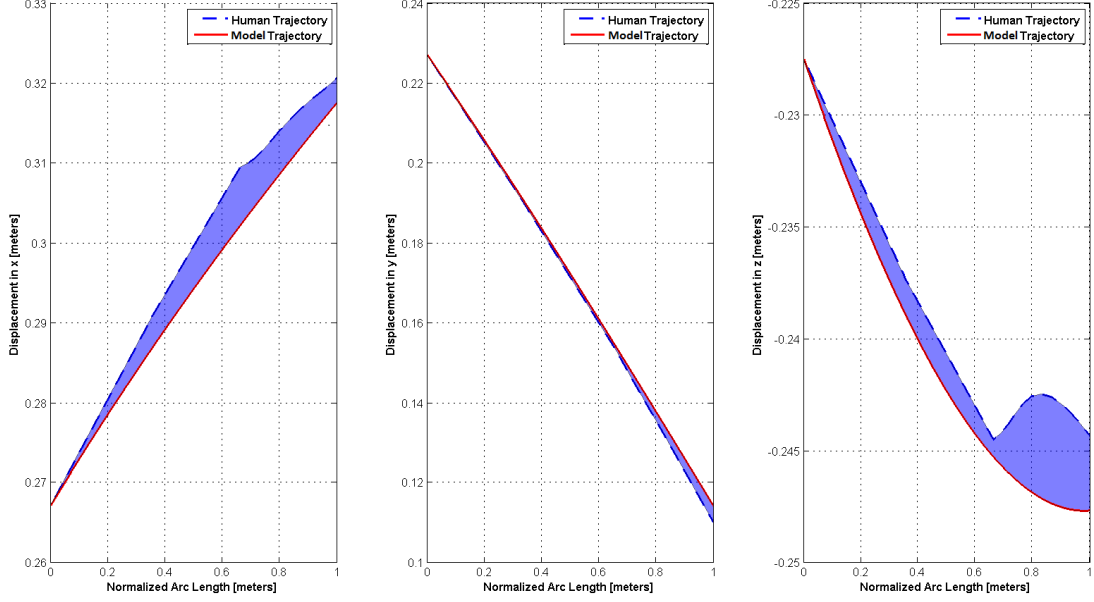 0.33
0.32
0.31
0.3
0.29
0.28
0.27
0.26
Displacement in x [meters]
Human Trajectory
Model Trajectory
0 0.2 0.4 0.6 0.8 1
Normalized Arc Length [meters]
0.24
0.22
0.2
0.18
0.16
0.14
0.12
0.1
Displacement in y [meters]
Human Trajectory
Model Trajectory
0 0.2 0.4 0.6 0.8 1
Normalized Arc Length [meters]
-0.225
-0.23
-0.235
-0.24
-0.245
-0.25
Displacement in z [meters]
Human Trajectory
Model Trajectory
0 0.2 0.4 0.6 0.8 1
Normalized Arc Length [meters]